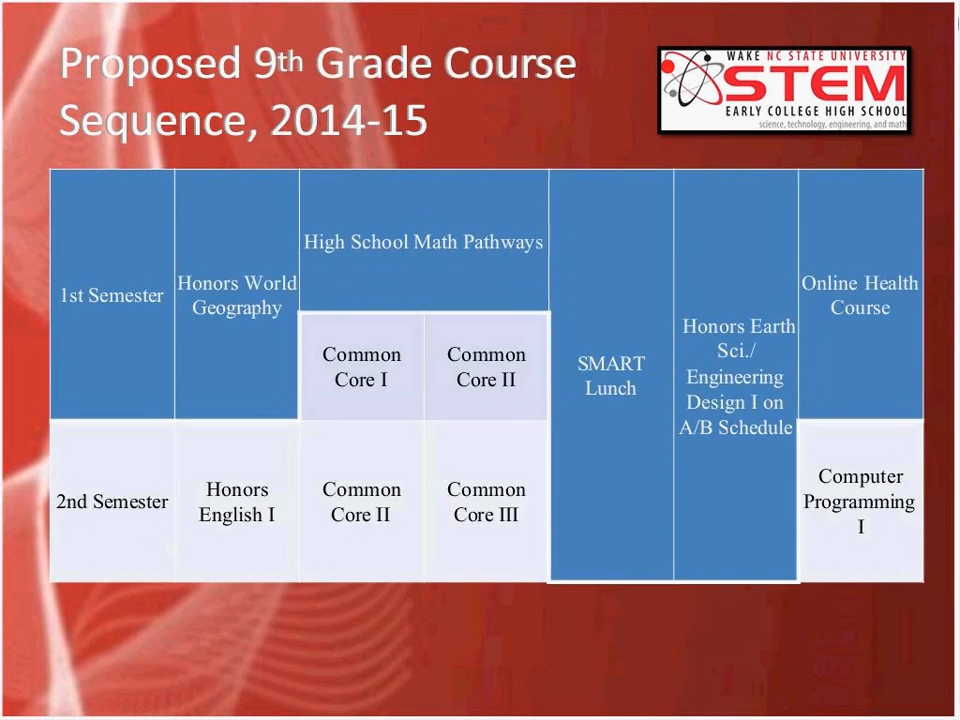 Proposed 9th Grade Course
Sequence, 2014-15
WAKE NC STATE UNIVERSITY
STEM
EARLY COLLEGE HIGH SCHOOL
science, technology, engineering, and math
1st Semester
Honors World
Geography
High School Math Pathways
Common
Core I
Common
Core II
SMART
Lunch
Honors Earth
Sci./
Engineering
Design I on
A/B Schedule
Online Health
Course
2nd Semester
Honors
English I
Common
Core II
Common
Core III
Computer
Programming
I